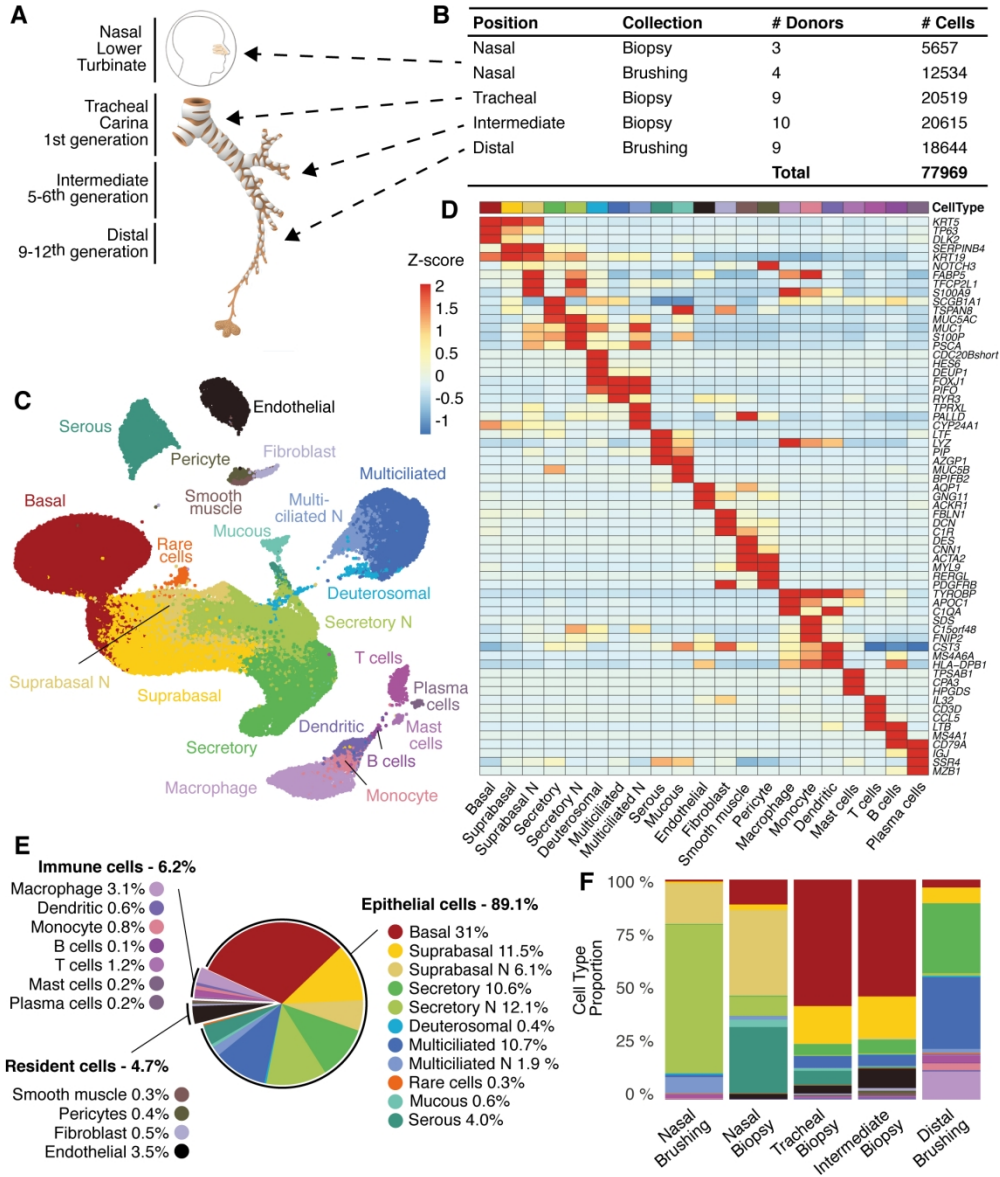 A
Nasal
Lower
Turbinate
Tracheal
Carina
1st generation
Intermediate
5-6th generation
Distal
9-12th generation
B
Position Collection # Donors # Cells
Nasal Biopsy 3 5657
Nasal Brushing 4 12534
Tracheal Biopsy 9 20519
Intermediate Biopsy 10 20615
Distal Brushing 9 18644
Total 77969
C
Endothelial
Serous
Pericyte
Fibroblast
Smooth
muscle
Multiciliated
Basal
Multi-
ciliated N
Mucous
Rare
cells
Deuterosomal
Secretory N
Suprabasal N
Suprabasal
T cells
Plasma
cells
Dendritic
Mast
cells
Secretory
B cells
Macrophage
Monocyte
D
CellType
Z-score
2
1.5
1
0.5
0
-0.5
-1
KRT5
TP63
DLK2
SERPINB4
KRT19
NOTCH3
FABP5
TFCP2L1
S100A9
SCGB1A1
TSPAN8
MUC5AC
MUC1
S100P
PSCA
CDC20Bshort
HES6
DEUP1
FOXJ1
PIFO
RYR3
TPRXL
PALLD
CYP24A1
LTF
LYZ
PIP
AZGP1
MUC5B
BPIFB2
AQP1
GNG11
ACKR1
FBLN1
DCN
C1R
DES
CNN1
ACTA2
MYL9
RERGL
PDGFRB
TYROBP
APOC1
C1QA
SDS
C15orf48
FNIP2
CST3
MS4A6A
HLA-DPB1
TPSAB1
CPA3
HPGDS
IL32
CD3D
CCL5
LTB
MS4A1
CD79A
IGJ
SSR4
MZB1
Basal
Suprabasal
Suprabasal N
Secretory
Secretory N
Deuterosomal
Multiciliated
Multiciliated N
Serous
Mucous
Endothelial
Fibroblast
Smooth muscle
Pericyte
Macrophage
Monocyte
Dendritic
Mast cells
T cells
B cells
Plasma cells
E
Immune cells - 6.2%
Macrophage 3.1%
Dendritic 0.6%
Monocyte 0.8%
B cells 0.1%
T cells 1.2%
Mast cells 0.2%
Plasma cells 0.2%
Resident cells - 4.7%
Smooth muscle 0.3%
Pericytes 0.4%
Fibroblast 0.5%
Endothelial 3.5%
Epithelial cells - 89.1%
Basal 31%
Suprabasal 11.5%
Suprabasal N 6.1%
Secretory 10.6%
Secretory N 12.1%
Deuterosomal 0.4%
Multiciliated 10.7%
Multiciliated N 1.9 %
Rare cells 0.3%
Mucous 0.6%
Serous 4.0%
F
100 %
75 %
50 %
25 %
0 %
Cell Type
Proportion
Nasal
Brushing
Nasal
Biopsy
Tracheal
Biopsy
Intermediate
Biopsy
Distal
Brushing